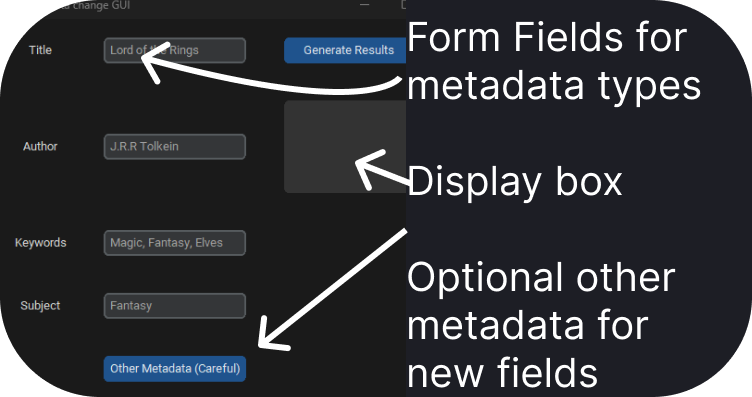 change GUI
Title
Lord of the Rings
Generate Results
Form Fields for
metadata types
Author
J.R.R Tolkein
Display box
Keywords
Magic, Fantasy, Elves
Subject
Fantasy
Optional other
metadata for
new fields
Other Metadata (Careful)